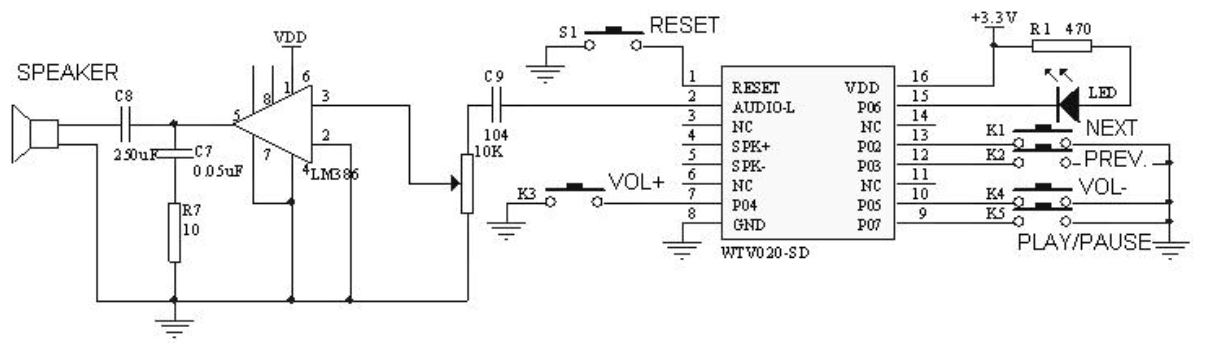 +3.3V
R1 470
S1 RESET
VDD
SPEAKER
C8
250uF
C7
0.05uF
R7
10
5
8
1
6
3
2
7
4
LM386
C9
104
10K
K3 VOL+
1 RESET VDD 16
2 AUDIO-L P06 15
3 NC NC 14
4 SPK+ P02 13
5 SPK- P03 12
6 NC NC 11
7 P04 P05 10
8 GND P07 9
WTV020-SD
LED
K1 NEXT
K2 PREV.
K4 VOL-
K5
PLAY/PAUSE